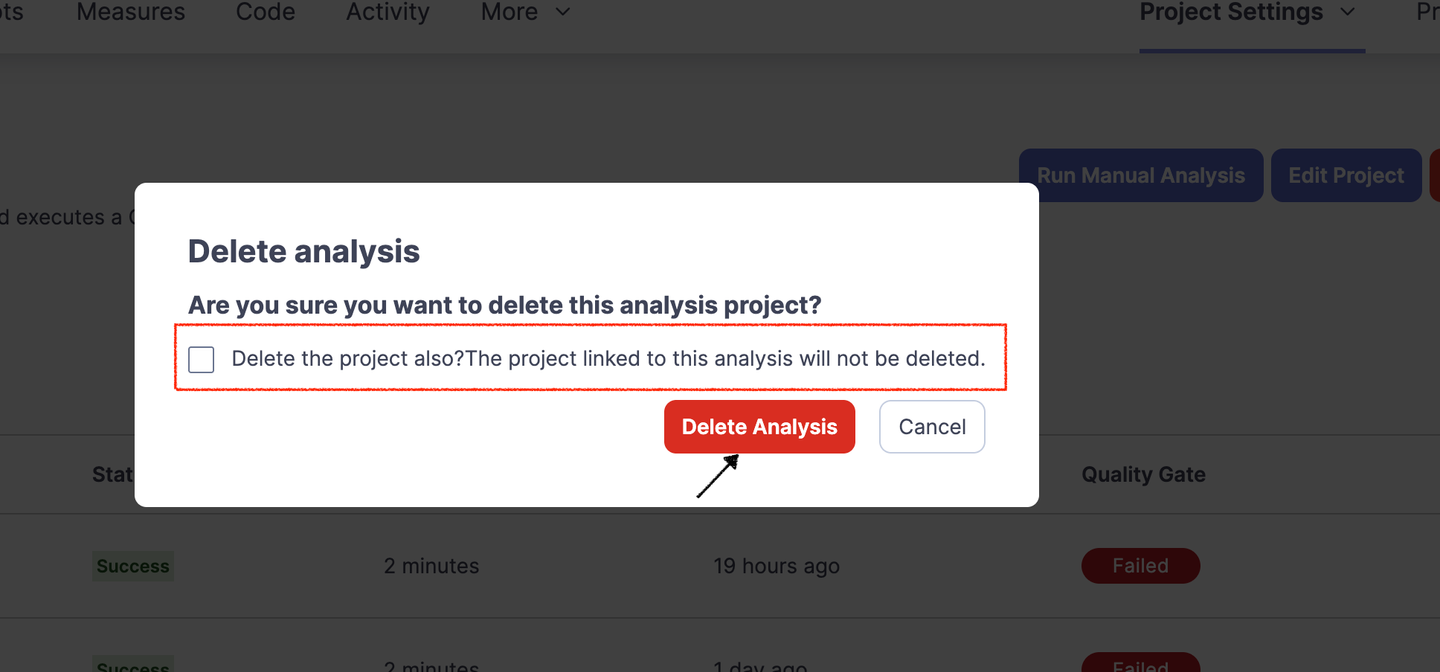 Measures Code Activity More Project Settings
Run Manual Analysis Edit Project
executes a
Delete analysis
Are you sure you want to delete this analysis project?
Delete the project also?The project linked to this analysis will not be deleted.
Delete Analysis Cancel
Quality Gate
Success 2 minutes 19 hours ago Failed
Success 2 minutes 1 day ago Failed